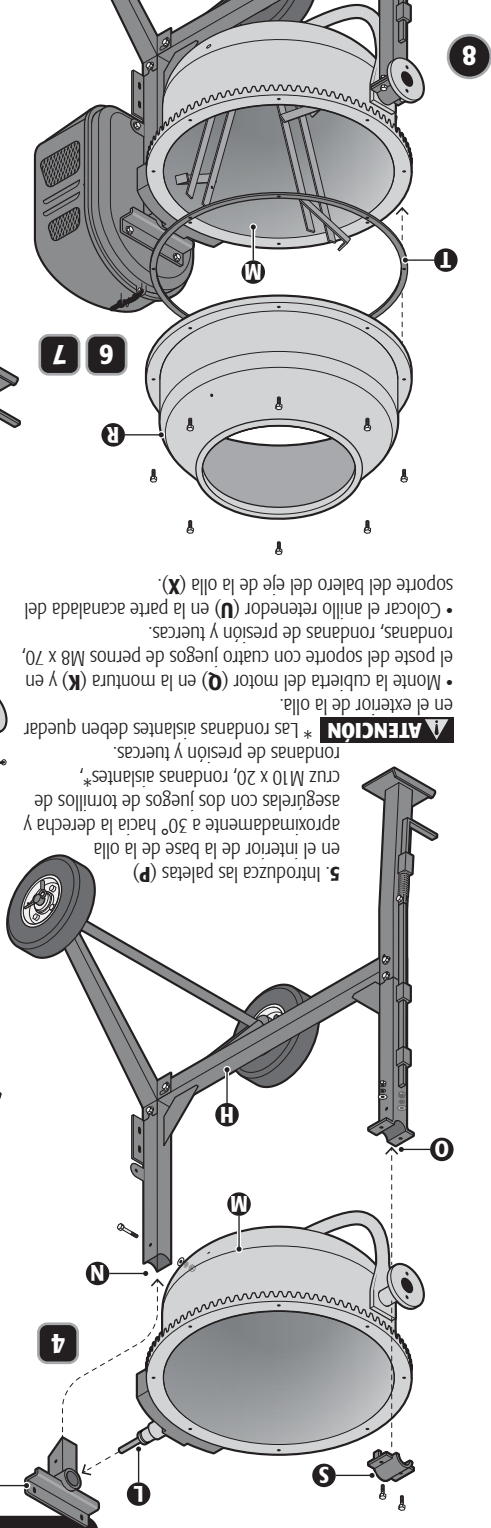 S
L
4
N
M
O
H
5. Introduzca las paletas (P)
en el interior de la base de la olla
aproximadamente a 30° hacia la derecha y
asegúrelas con dos juegos de tornillos de
cruz M10 x 20, rondanas aislantes*,
rondanas de presión y tuercas.
ATENCIÓN * Las rondanas aislantes deben quedar
en el exterior de la olla.
• Monte la cubierta del motor (Q) en la montura (K) y en
el poste del soporte con cuatro juegos de pernos M8 x 70,
rondanas, rondanas de presión y tuercas.
• Colocar el anillo retenedor (U) en la parte acanalada del
soporte del balero del eje de la olla (X).
R
6 7
T
M
8